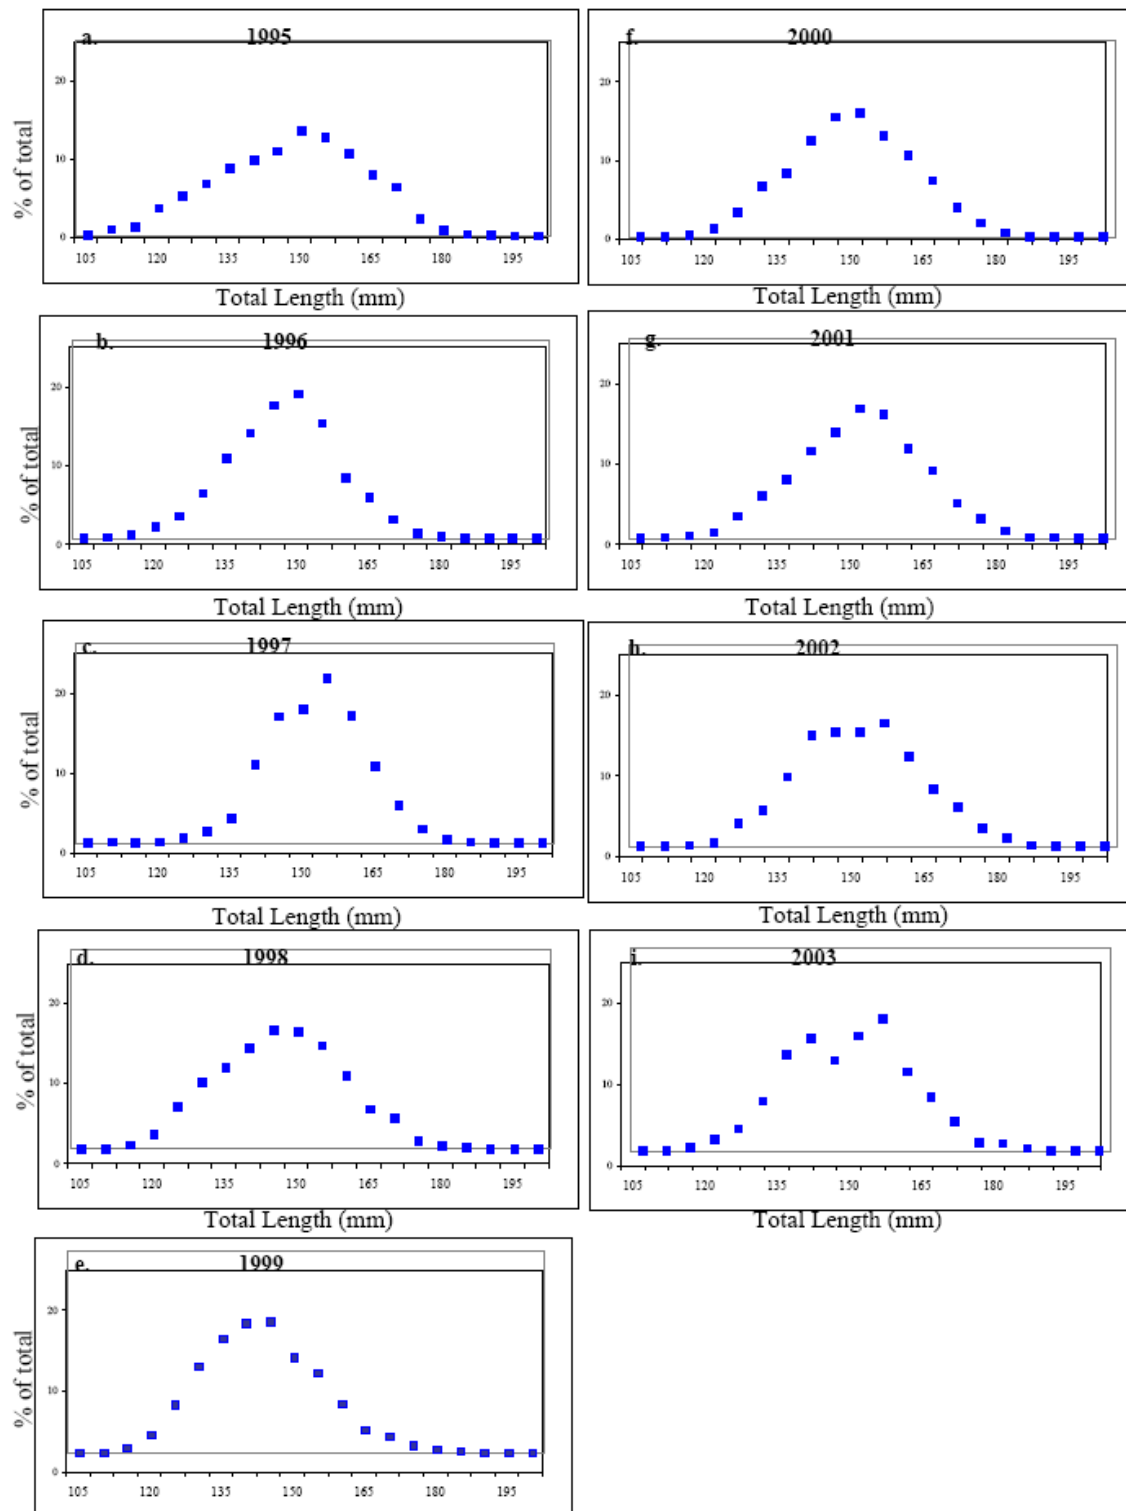 a. 1995
20
10
0
% of total
105 120 135 150 165 180 195
Total Length (mm)
b. 1996
20
10
0
% of total
105 120 135 150 165 180 195
Total Length (mm)
c. 1997
20
10
0
% of total
105 120 135 150 165 180 195
Total Length (mm)
d. 1998
20
10
0
% of total
105 120 135 150 165 180 195
Total Length (mm)
e. 1999
20
10
0
% of total
105 120 135 150 165 180 195
f. 2000
20
10
0
105 120 135 150 165 180 195
Total Length (mm)
g. 2001
20
10
0
105 120 135 150 165 180 195
Total Length (mm)
h. 2002
20
10
0
105 120 135 150 165 180 195
Total Length (mm)
i. 2003
20
10
0
105 120 135 150 165 180 195
Total Length (mm)